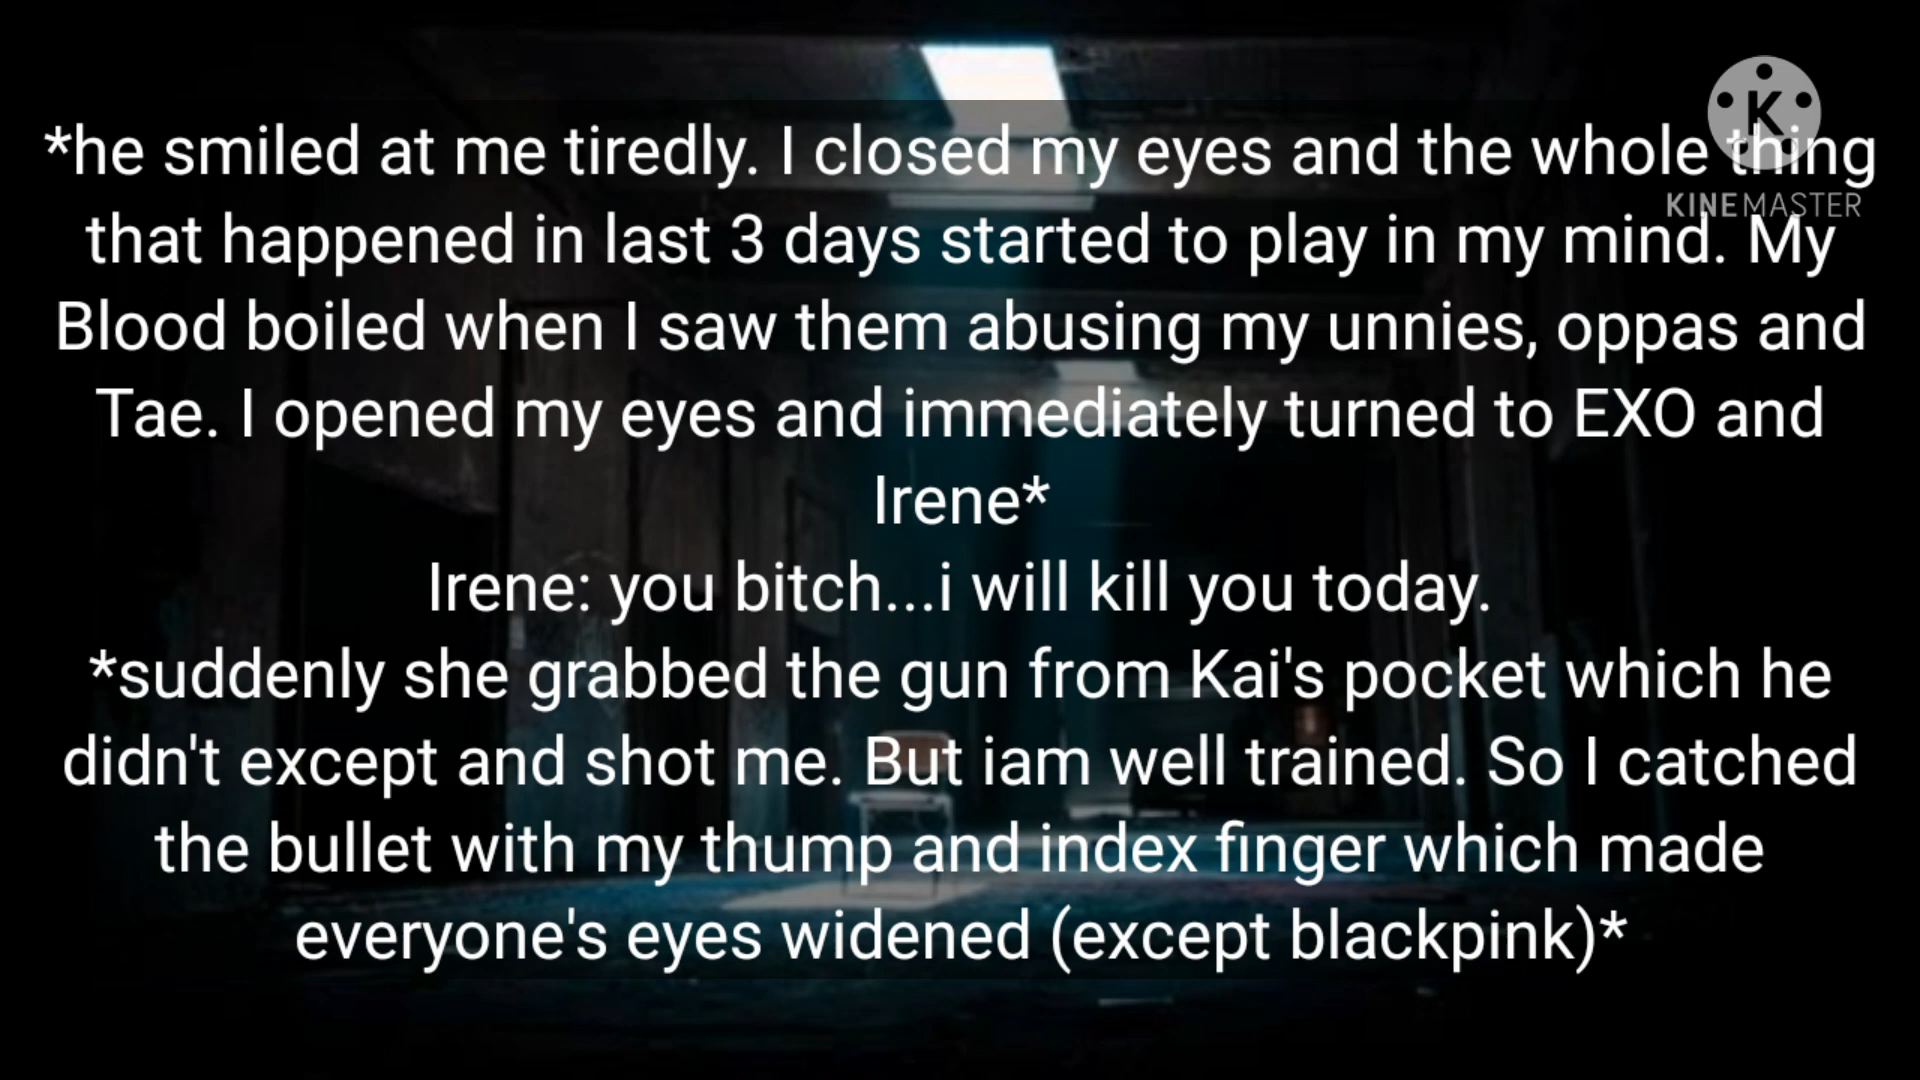 *he smiled at me tiredly. I closed my eyes and the whole thing
that happened in last 3 days started to play in my mind. My
Blood boiled when I saw them abusing my unnies, oppas and
Tae. I opened my eyes and immediately turned to EXO and
Irene*
Irene: you bitch...i will kill you today.
*suddenly she grabbed the gun from Kai's pocket which he
didn't except and shot me. But iam well trained. So I catched
the bullet with my thump and index finger which made
everyone's eyes widened (except blackpink)*
K
KINEMASTER